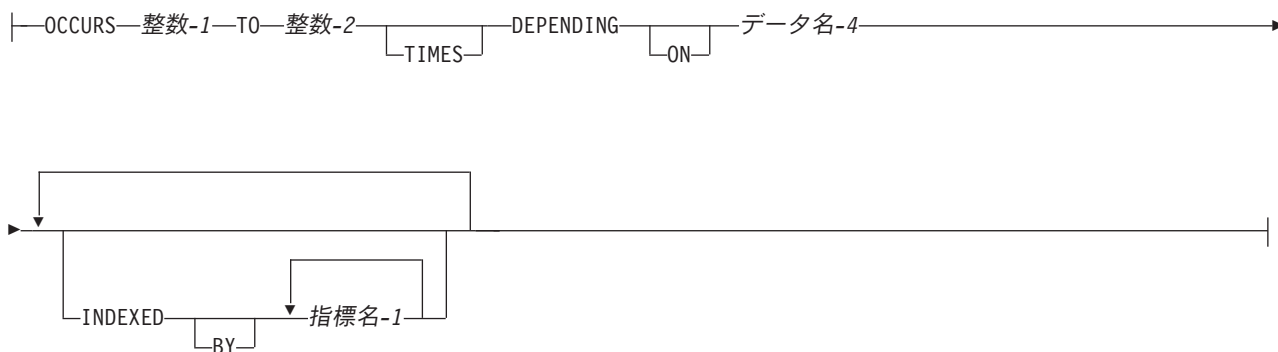 OCCURS 整数-1 TO 整数-2 DEPENDING データ名-4
TIMES ON
INDEXED 指標名-1
BY